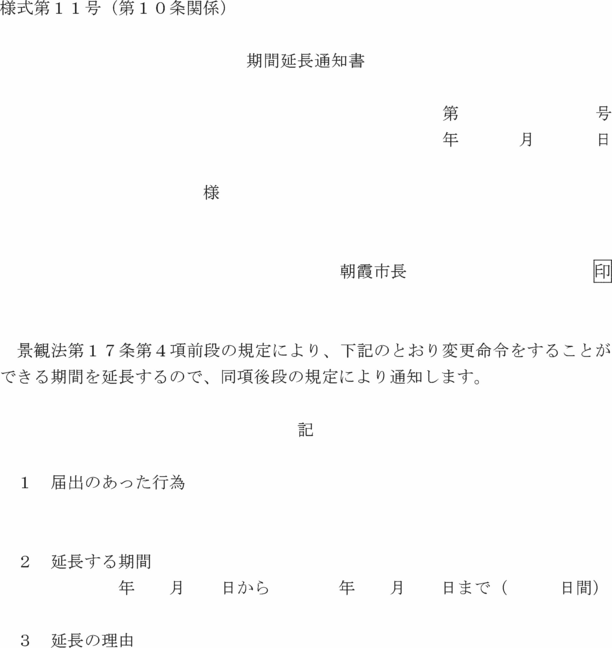 様式第１１号（第１０条関係）
期間延長通知書
第　　　　　　　　号
年　　　月　　　日
様
朝霞市長　　　　　　　　　　　印
景観法第１７条第４項前段の規定により、下記のとおり変更命令をすることが
できる期間を延長するので、同項後段の規定により通知します。
記
１　届出のあった行為
２　延長する期間
年　　月　　日から　　　　年　　月　　日まで（　　　日間）
３　延長の理由